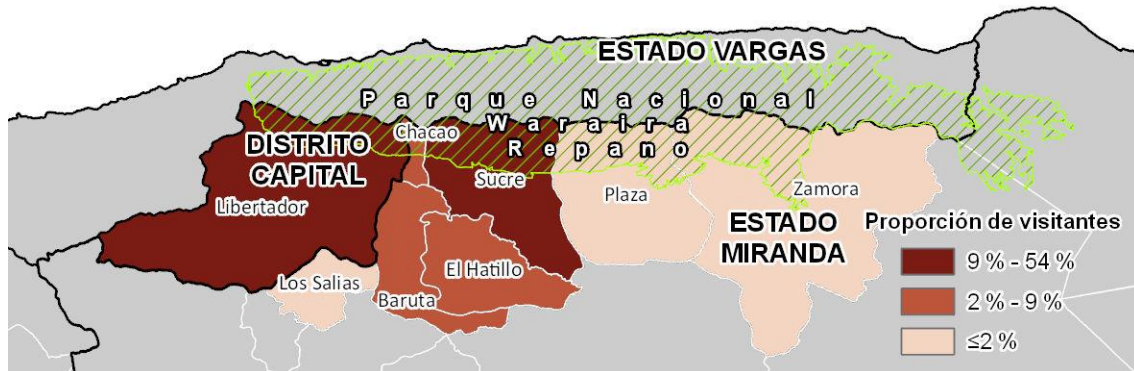 ESTADO VARGAS
Parque Nacional
Waraira
Repano
Chacao
DISTRITO
CAPITAL
Libertador
Sucre
Plaza
Zamora
ESTADO
MIRANDA
Los Salias
Baruta
El Hatillo
Proporción de visitantes
9 % - 54 %
2 % - 9 %
≤2 %